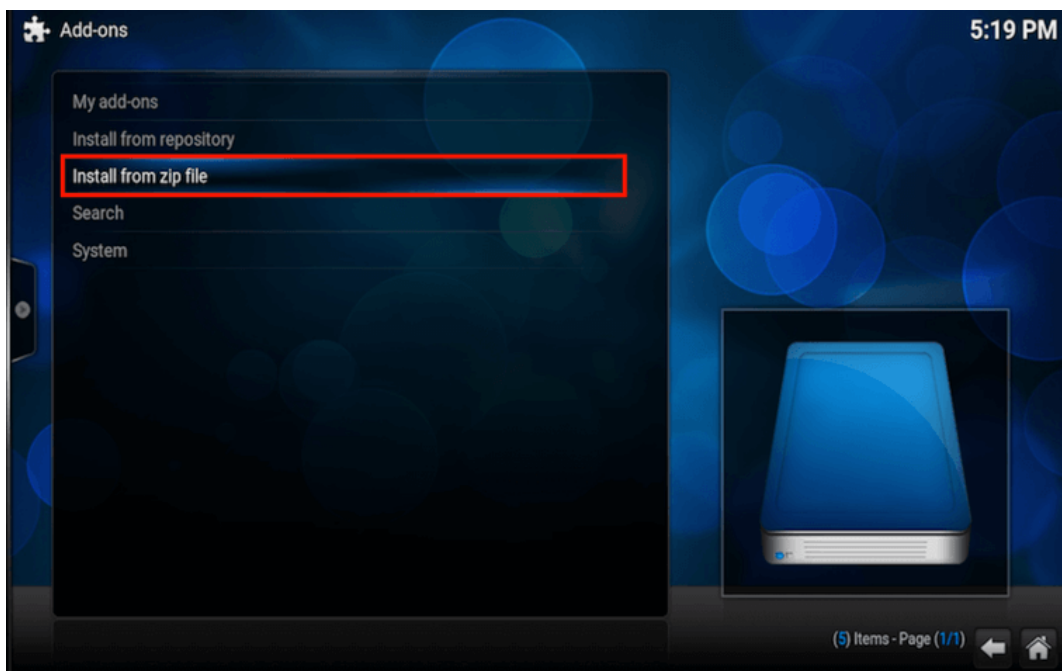 Add-ons
5:19 PM
My add-ons
Install from repository
Install from zip file
Search
System
(5) Items - Page (1/1)